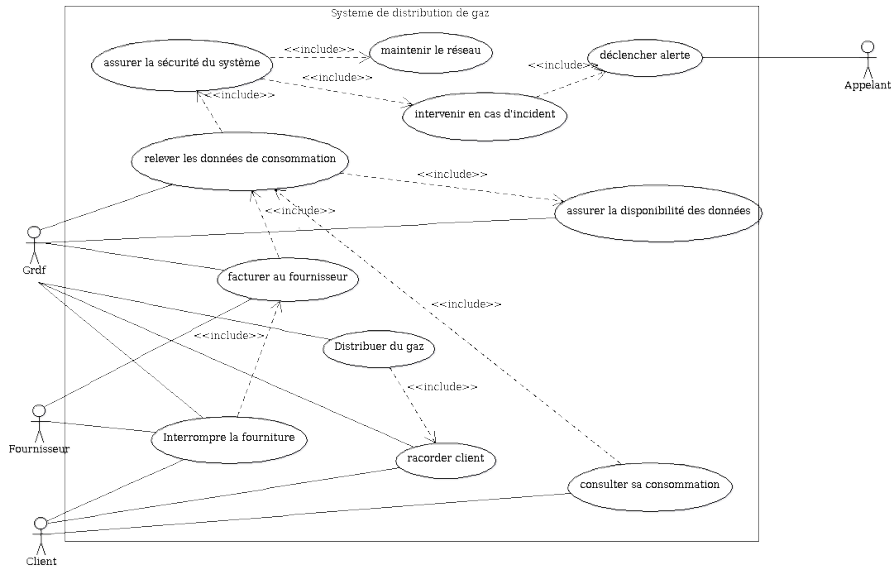 Systeme de distribution de gaz
<<include>>
maintenir le réseau
assurer la sécurité du système
déclencher alerte
<<include>>
<<include>>
Appelant
<<include>>
intervenir en cas d'incident
relever les données de consommation
<<include>>
assurer la disponibilité des données
<<include>>
Grdf
facturer au fournisseur
<<include>>
<<include>>
Distribuer du gaz
<<include>>
Fournisseur
Interrompre la fourniture
racorder client
consulter sa consommation
Client